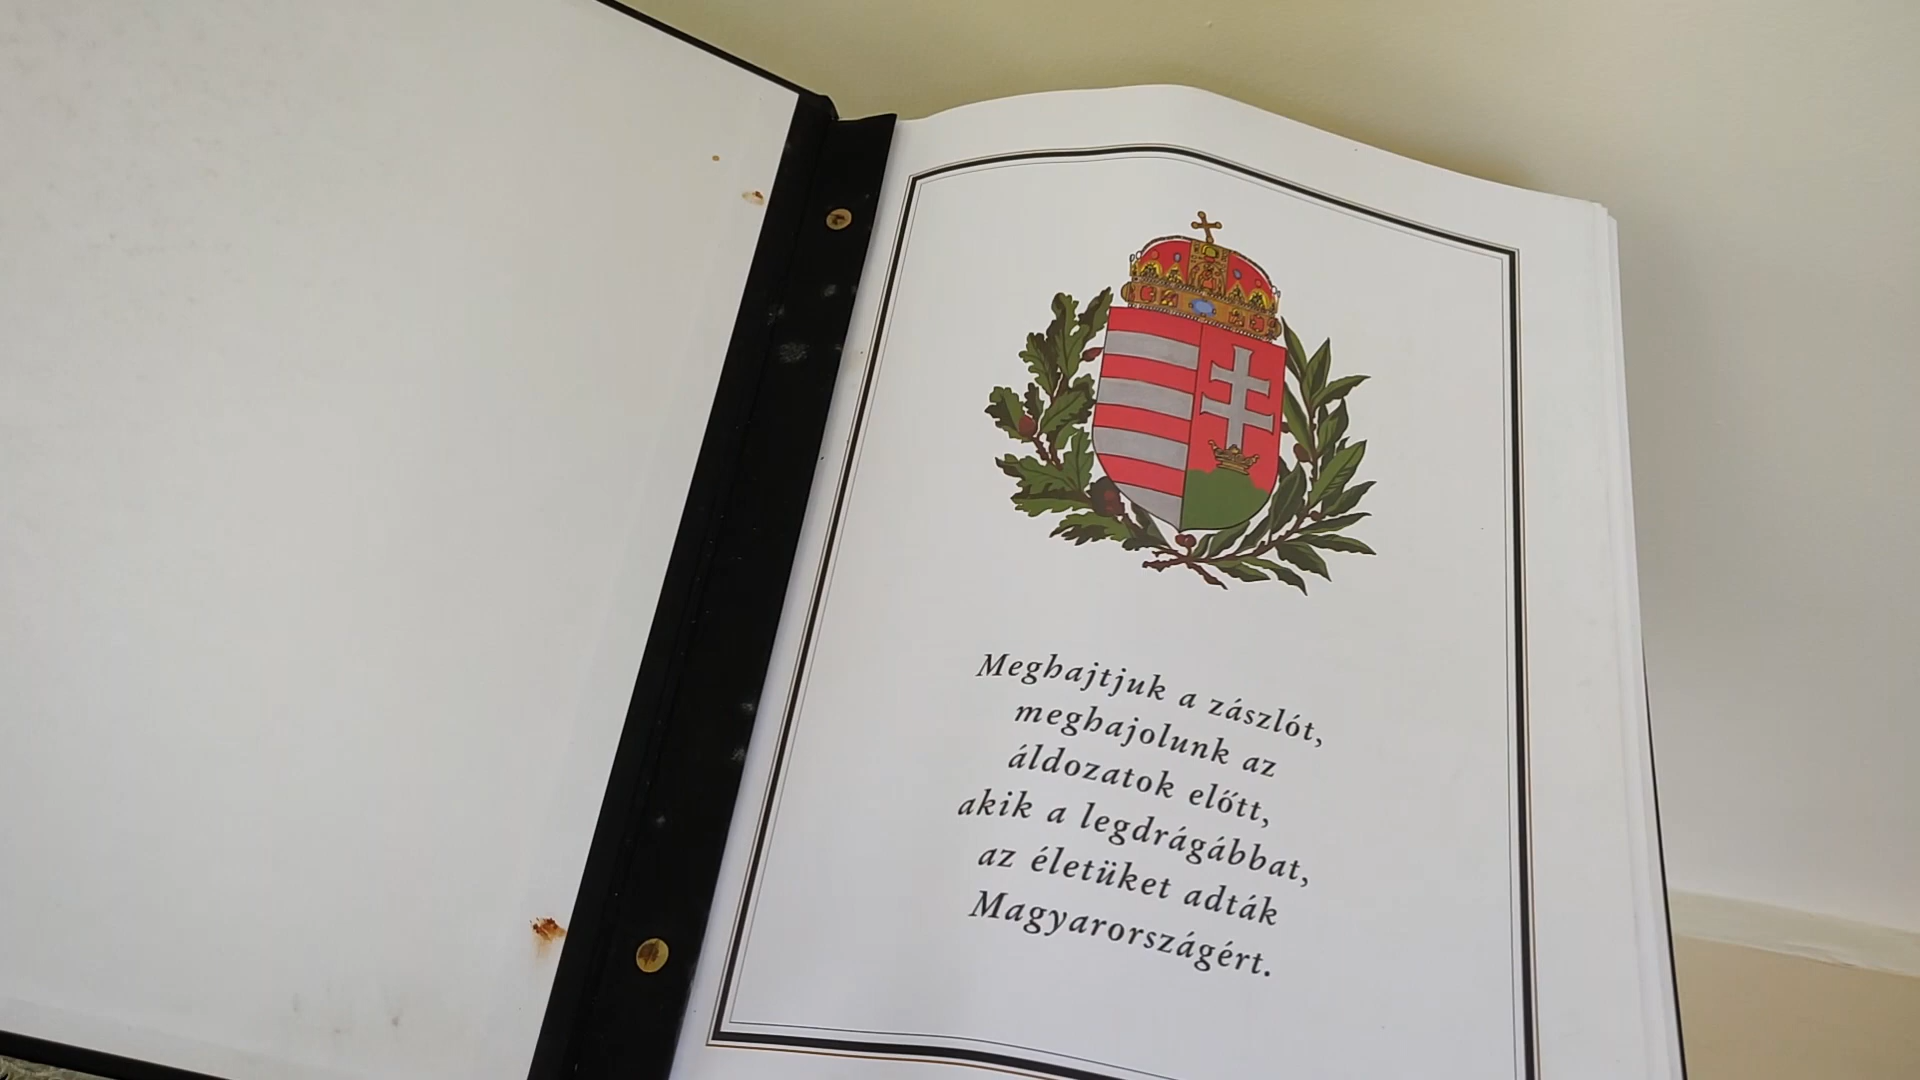 Meghajtjuk a zászlót,
meghajolunk az
áldozatok előtt,
akik a legdrágábbat,
az életüket adták
Magyarországért.